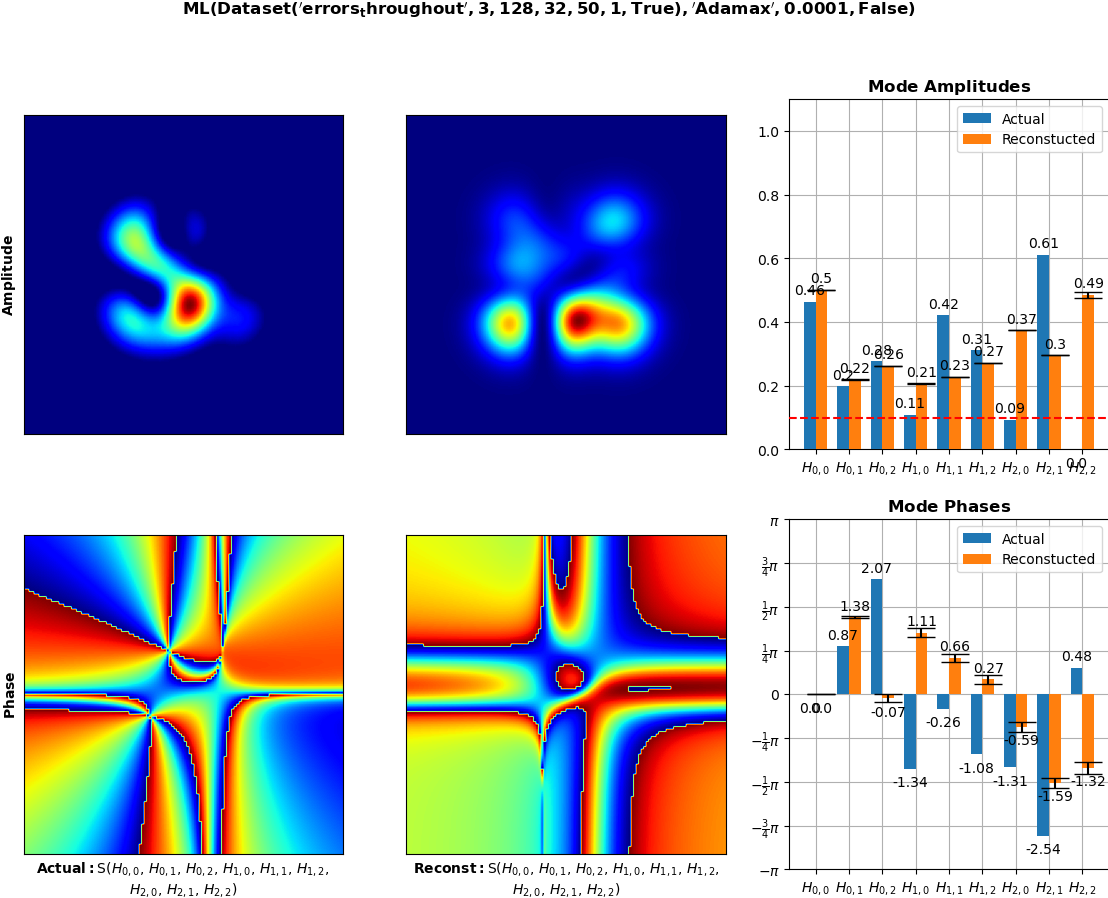 ML(Dataset('errors_throughout', 3, 128, 32, 50, 1, True), 'Adamax', 0.0001, False)
Mode Amplitudes
Actual
Reconstucted
1.0
0.8
0.6
0.4
0.2
0.0
0.46
0.5
0.2
0.22
0.28
0.26
0.11
0.21
0.42
0.23
0.31
0.27
0.09
0.37
0.61
0.3
0.0
0.49
H0,0 H0,1 H0,2 H1,0 H1,1 H1,2 H2,0 H2,1 H2,2
Amplitude
Mode Phases
Actual
Reconstucted
π
3/4π
1/2π
1/4π
0
−1/4π
−1/2π
−3/4π
−π
0.0
0.0
0.87
1.38
2.07
-0.07
-1.34
1.11
-0.26
0.66
-1.08
0.27
-1.31
-0.59
-2.54
-1.59
0.48
-1.32
H0,0 H0,1 H0,2 H1,0 H1,1 H1,2 H2,0 H2,1 H2,2
Phase
Actual: S(H0,0, H0,1, H0,2, H1,0, H1,1, H1,2,
H2,0, H2,1, H2,2)
Reconst: S(H0,0, H0,1, H0,2, H1,0, H1,1, H1,2,
H2,0, H2,1, H2,2)